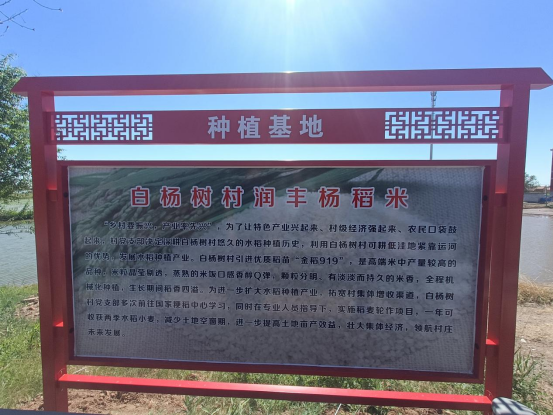 种植基地
白杨树村润丰杨稻米
"乡村要振兴，产业要先兴"，为了让特色产业兴起来、村级经济强起来、农民口袋鼓
起来，村党支部决定深耕白杨树村悠久的水稻种植历史，利用白杨树村可耕低洼地紧靠运河
的优势，发展水稻种植产业。白杨树村引进优质稻苗"金稻919"，是高端米中产量较高的
品种，米粒晶莹剔透，蒸熟的米饭口感香醇Q弹，颗粒分明，有淡淡而持久的米香，全程机
械化种植，生长期间稻香四溢。为进一步扩大水稻种植产业，拓宽村集体增收渠道，白杨树
村党支部多次前往国家粳稻中心学习，同时在专业人员指导下，实施稻麦轮作项目，一年可
收获两季水稻小麦，减少土地空窗期，进一步提高土地亩产效益，壮大集体经济，领航村庄
未来发展。